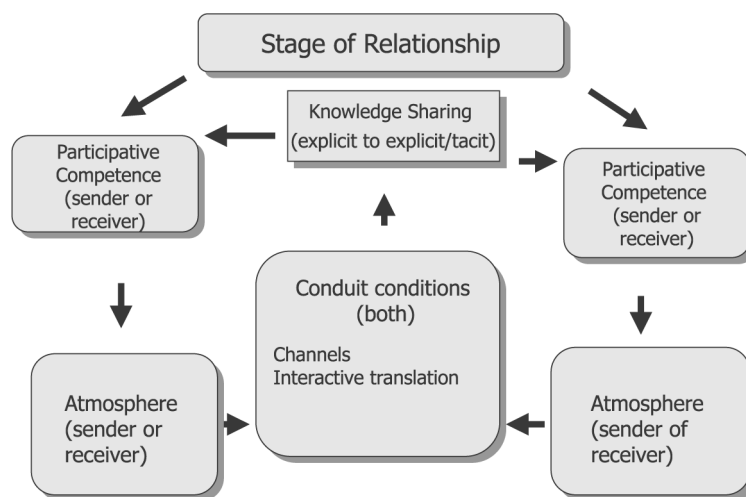 Stage of Relationship
Knowledge Sharing
(explicit to explicit/tacit)
Participative
Competence
(sender or
receiver)
Participative
Competence
(sender or
receiver)
Conduit conditions
(both)
Channels
Interactive translation
Atmosphere
(sender or
receiver)
Atmosphere
(sender of
receiver)